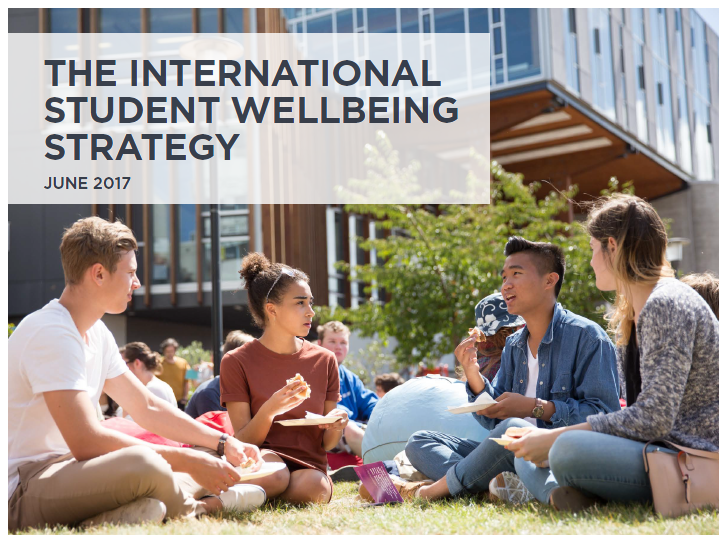 THE INTERNATIONAL
STUDENT WELLBEING
STRATEGY
JUNE 2017